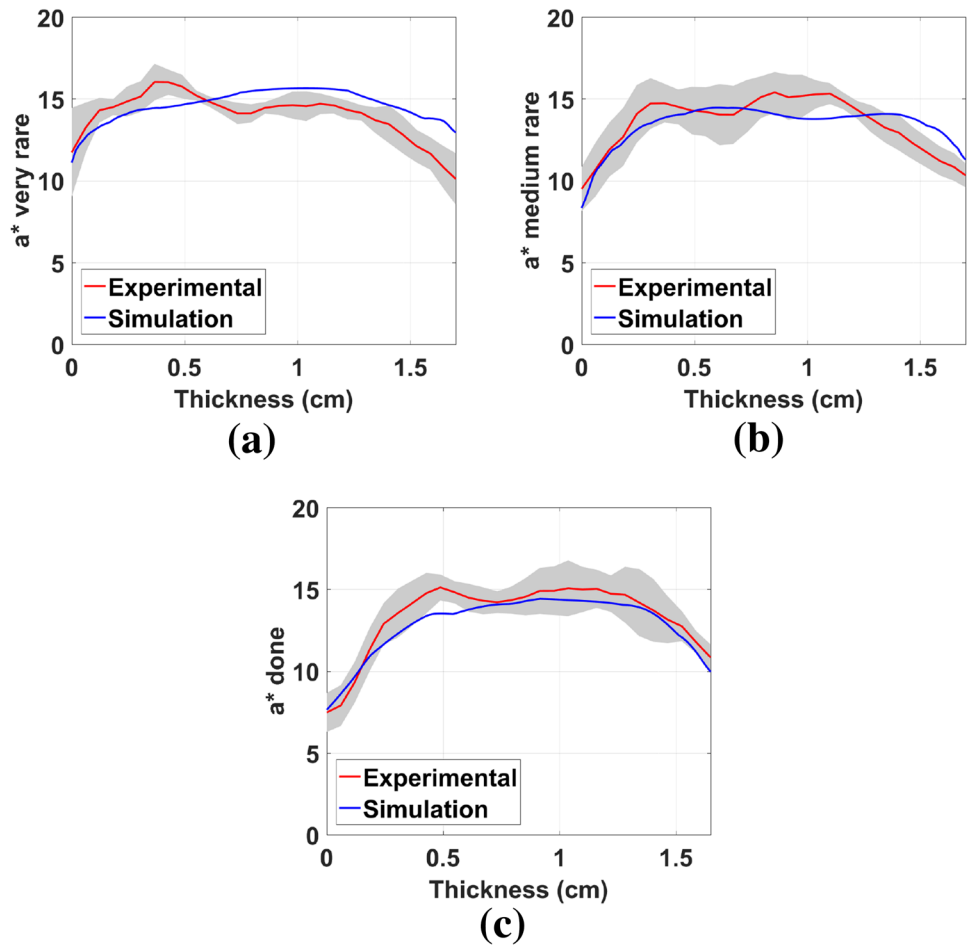 20
15
10
5
0
a* very rare
Experimental
Simulation
0 0.5 1 1.5
Thickness (cm)
(a)
20
15
10
5
0
a* medium rare
Experimental
Simulation
0 0.5 1 1.5
Thickness (cm)
(b)
20
15
10
5
0
a* done
Experimental
Simulation
0 0.5 1 1.5
Thickness (cm)
(c)